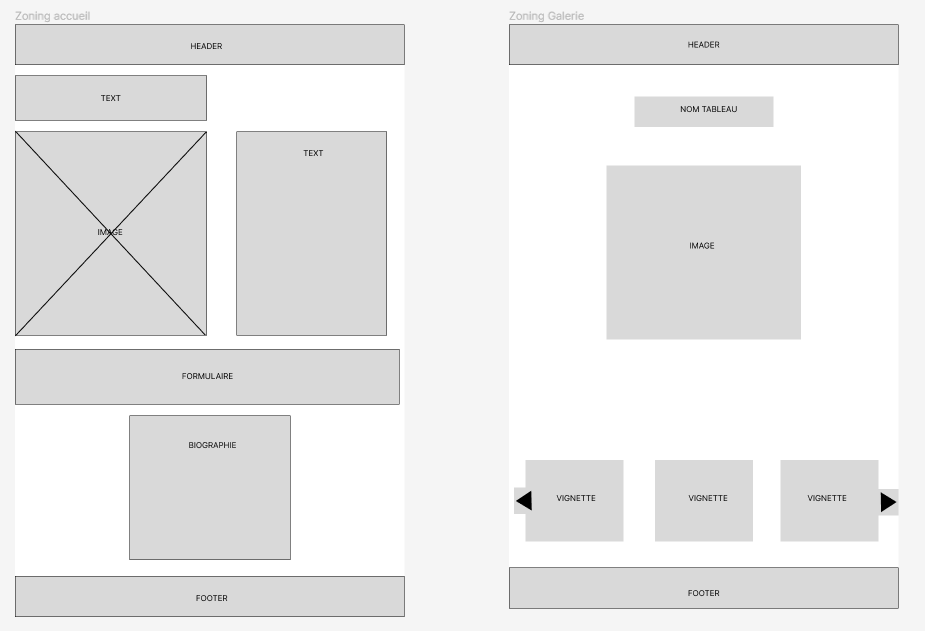 Zoning accueil
HEADER
TEXT
IMAGE
TEXT
FORMULAIRE
BIOGRAPHIE
FOOTER
Zoning Galerie
HEADER
NOM TABLEAU
IMAGE
VIGNETTE
VIGNETTE
VIGNETTE
FOOTER